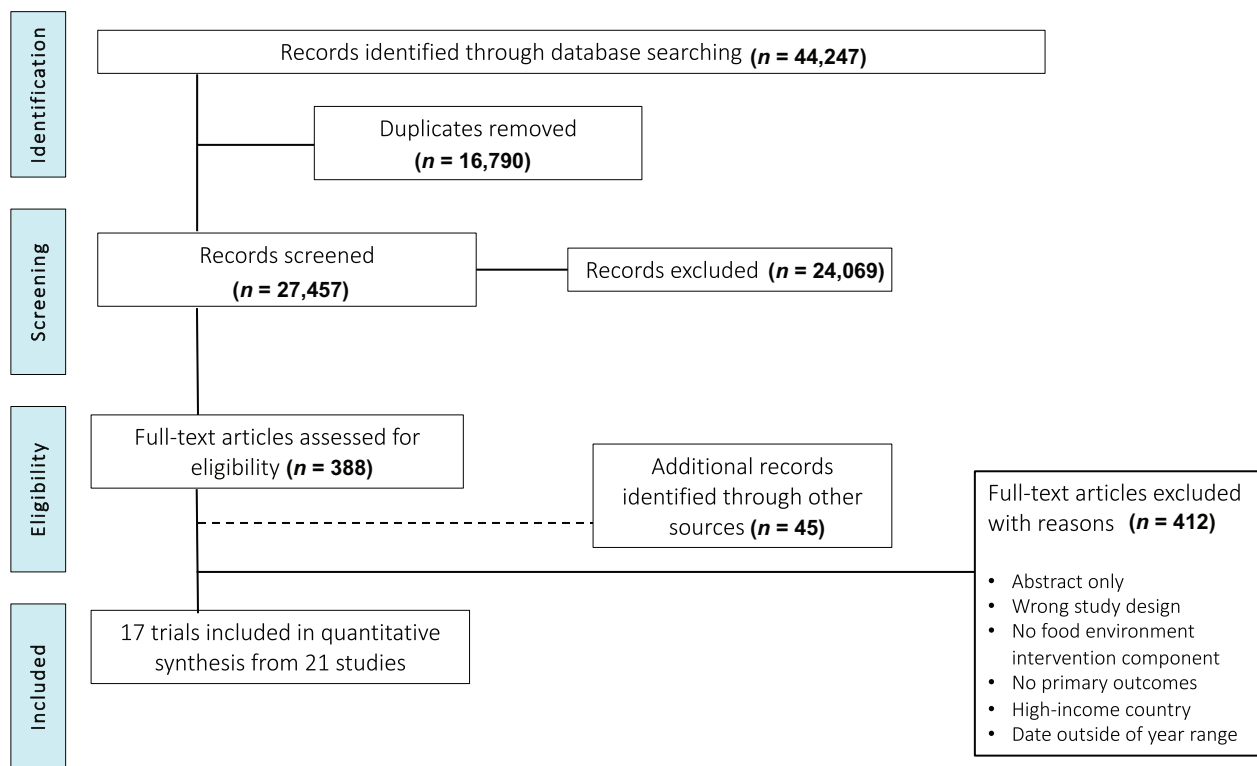 Identification
Records identified through database searching (n = 44,247)
Duplicates removed
(n = 16,790)
Screening
Records screened
(n = 27,457)
Records excluded (n = 24,069)
Eligibility
Full-text articles assessed for
eligibility (n = 388)
Additional records
identified through other
sources (n = 45)
Full-text articles excluded
with reasons (n = 412)
• Abstract only
• Wrong study design
• No food environment
intervention component
• No primary outcomes
• High-income country
• Date outside of year range
Included
17 trials included in quantitative
synthesis from 21 studies